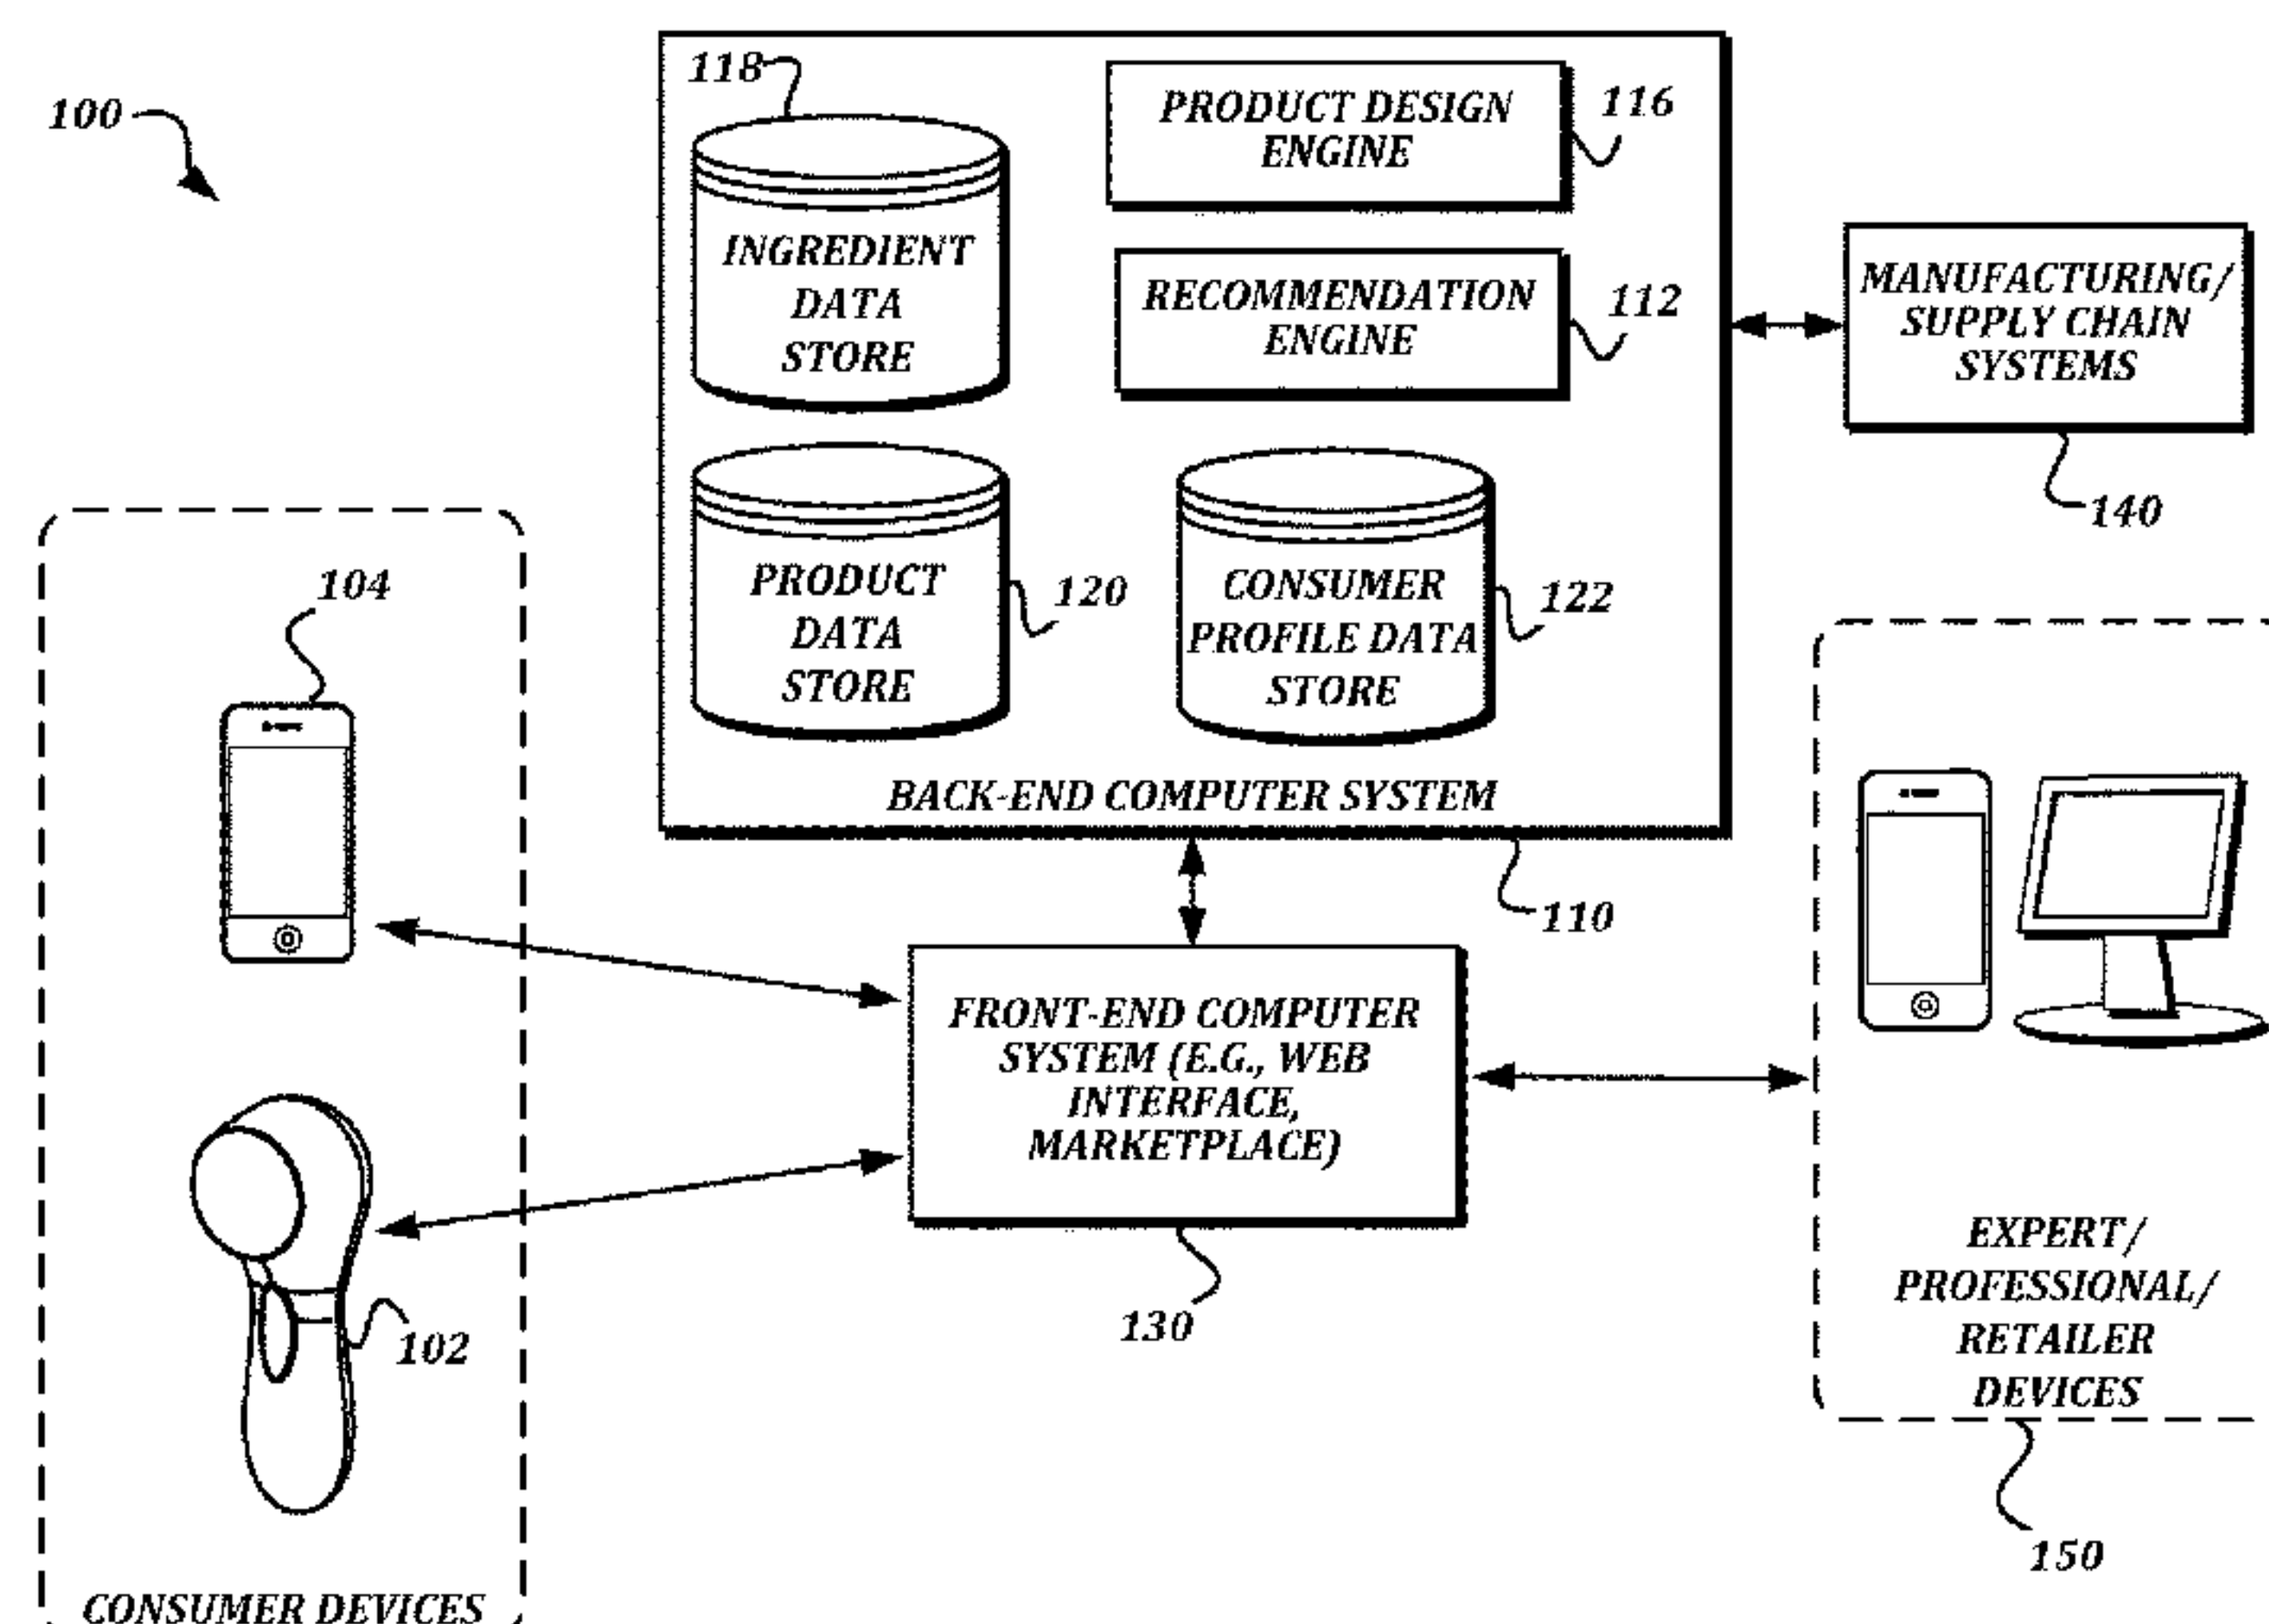 100
118
PRODUCT DESIGN
ENGINE
116
INGREDIENT
DATA
STORE
RECOMMENDATION
ENGINE
112
MANUFACTURING/
SUPPLY CHAIN
SYSTEMS
140
PRODUCT
DATA
STORE
120
CONSUMER
PROFILE DATA
STORE
122
BACK-END COMPUTER SYSTEM
110
104
102
CONSUMER DEVICES
FRONT-END COMPUTER
SYSTEM (E.G., WEB
INTERFACE,
MARKETPLACE)
130
EXPERT/
PROFESSIONAL/
RETAILER
DEVICES
150